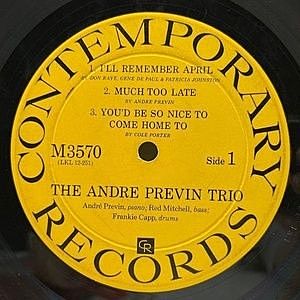 CONTEMPORARY
1. I'LL REMEMBER APRIL
BY DON RAYE, GENE DE PAUL & PATRICIA JOHNSTON
2. MUCH TOO LATE
BY ANDRE PREVIN
3. YOU'D BE SO NICE TO
COME HOME TO
BY COLE PORTER
M3570
(LKL 12-251)
Side 1
THE ANDRE PREVIN TRIO
André Previn, piano; Red Mitchell, bass;
Frankie Capp, drums
CR
RECORDS